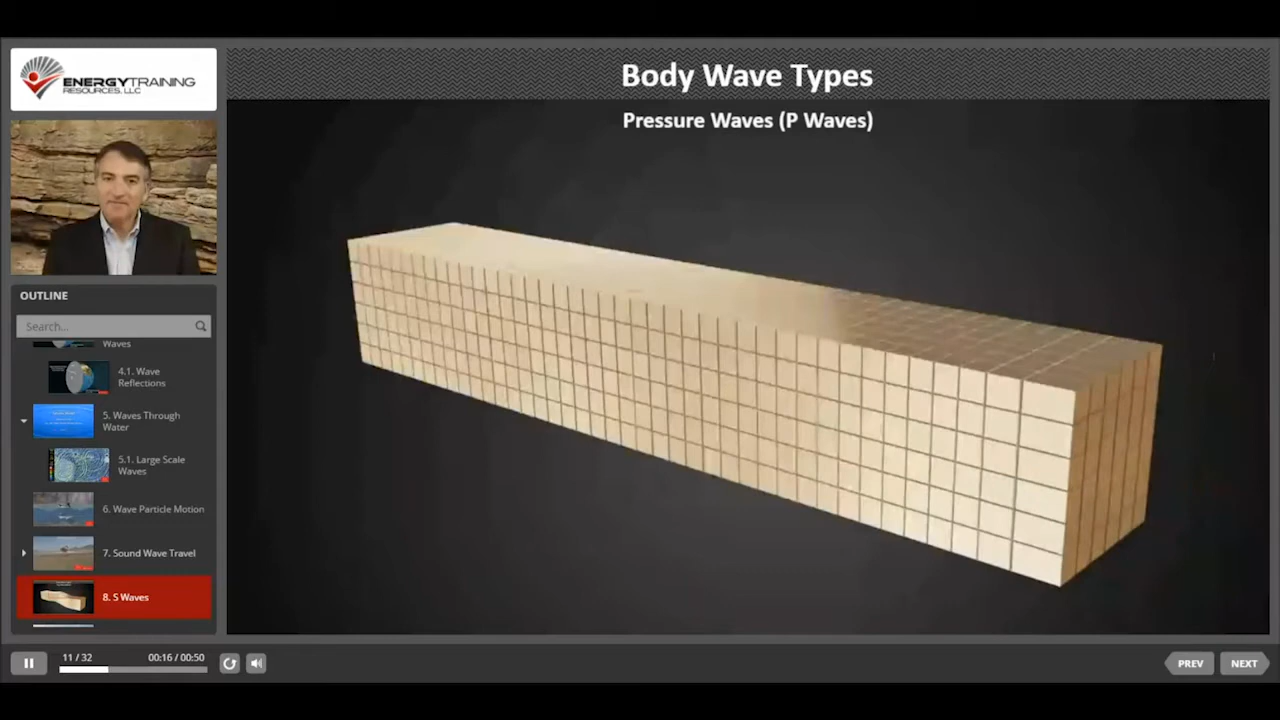 ENERGYTRAINING
RESOURCES, LLC
Body Wave Types
Pressure Waves (P Waves)
OUTLINE
Search...
Waves
4.1. Wave
Reflections
5. Waves Through
Water
5.1. Large Scale
Waves
6. Wave Particle Motion
7. Sound Wave Travel
8. S Waves
11 / 32
00:16 / 00:50
PREV
NEXT